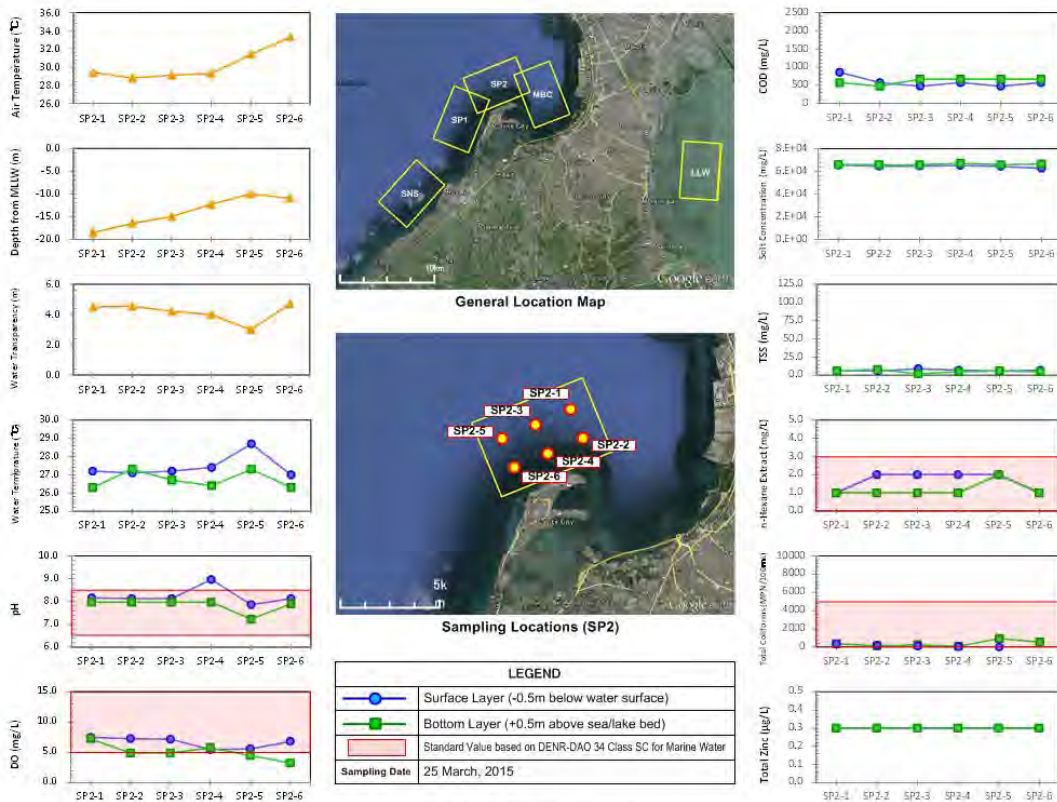 Air Temperature (℃)
36.0
34.0
32.0
30.0
28.0
26.0
SP2-1 SP2-2 SP2-3 SP2-4 SP2-5 SP2-6
Depth from MLLW (m)
0.0
-5.0
-10.0
-15.0
-20.0
SP2-1 SP2-2 SP2-3 SP2-4 SP2-5 SP2-6
Water Transparency (m)
6.0
4.0
2.0
0.0
SP2-1 SP2-2 SP2-3 SP2-4 SP2-5 SP2-6
Water Temperature (℃)
30.0
29.0
28.0
27.0
26.0
25.0
SP2-1 SP2-2 SP2-3 SP2-4 SP2-5 SP2-6
pH
10.0
9.0
8.0
7.0
6.0
SP2-1 SP2-2 SP2-3 SP2-4 SP2-5 SP2-6
DO (mg/L)
15.0
10.0
5.0
0.0
SP2-1 SP2-2 SP2-3 SP2-4 SP2-5 SP2-6
SP2
MBC
SP1
SNS
LLW
10km
Google earth
General Location Map
SP2-1
SP2-3
SP2-5
SP2-2
SP2-4
SP2-6
5k
m
Google earth
Sampling Locations (SP2)
LEGEND
Surface Layer (-0.5m below water surface)
Bottom Layer (+0.5m above sea/lake bed)
Standard Value based on DENR-DAO 34 Class SC for Marine Water
Sampling Date 25 March, 2015
COD (mg/L)
2500
2000
1500
1000
500
0
SP2-1 SP2-2 SP2-3 SP2-4 SP2-5 SP2-6
Salt Concentration (mg/L)
8.E+04
6.E+04
4.E+04
2.E+04
0.E+00
SP2-1 SP2-2 SP2-3 SP2-4 SP2-5 SP2-6
TSS (mg/L)
125.0
100.0
75.0
50.0
25.0
0.0
SP2-1 SP2-2 SP2-3 SP2-4 SP2-5 SP2-6
n-Hexane Extract (mg/L)
5.0
4.0
3.0
2.0
1.0
0.0
SP2-1 SP2-2 SP2-3 SP2-4 SP2-5 SP2-6
Total Coliforms (MPN/100m
10000
8000
6000
4000
2000
0
SP2-1 SP2-2 SP2-3 SP2-4 SP2-5 SP2-6
Total Zinc (µg/L)
0.5
0.4
0.3
0.2
0.1
0.0
SP2-1 SP2-2 SP2-3 SP2-4 SP2-5 SP2-6